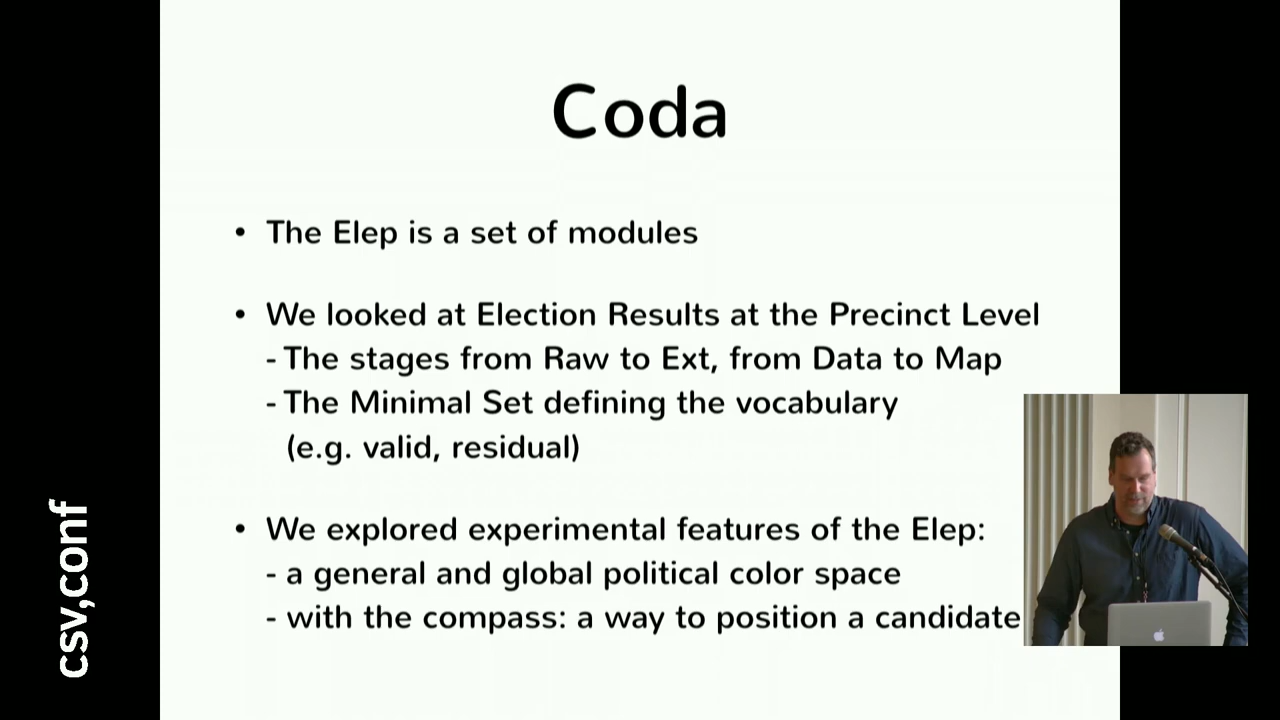 Coda
• The Elep is a set of modules
• We looked at Election Results at the Precinct Level
- The stages from Raw to Ext, from Data to Map
- The Minimal Set defining the vocabulary
(e.g. valid, residual)
• We explored experimental features of the Elep:
- a general and global political color space
- with the compass: a way to position a candidate
csv,conf